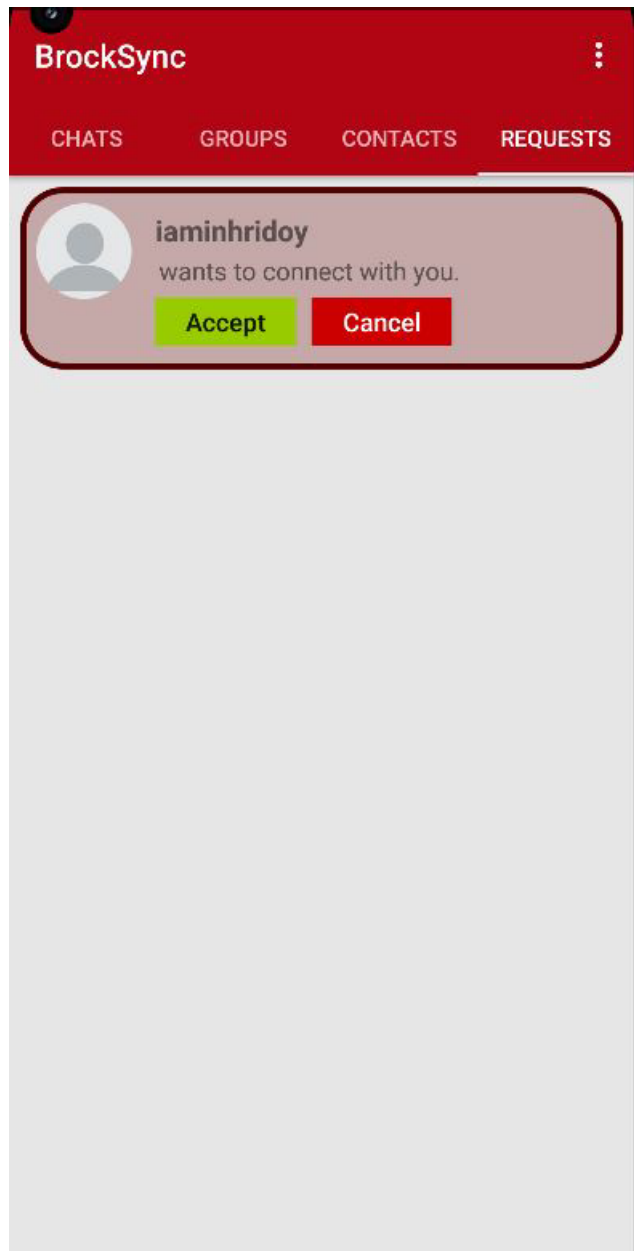 BrockSync
CHATS GROUPS CONTACTS REQUESTS
iaminhridoy
wants to connect with you.
Accept Cancel